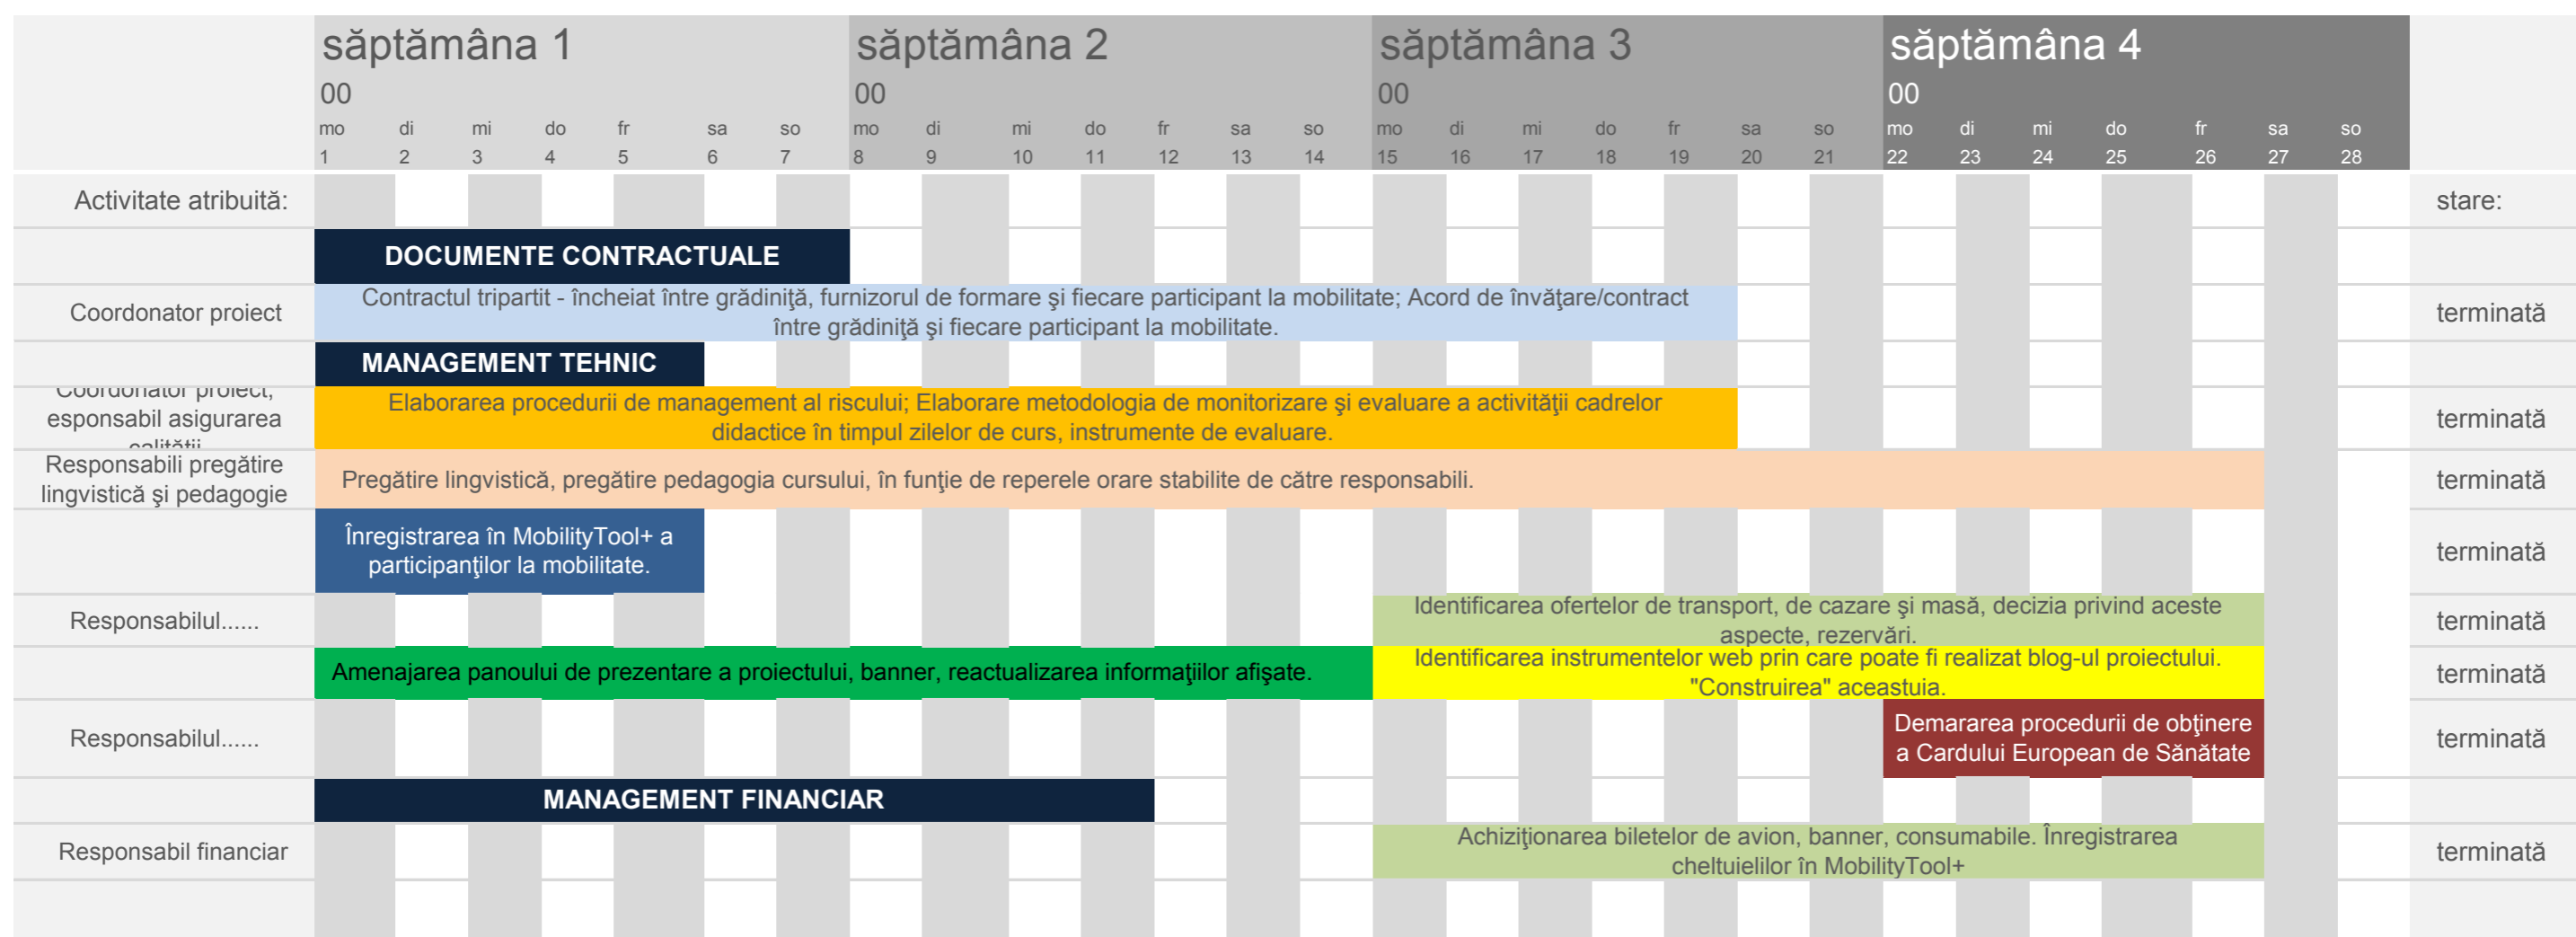 săptămâna 1 săptămâna 2 săptămâna 3 săptămâna 4
00 00 00 00
mo di mi do fr sa so mo di mi do fr sa so mo di mi do fr sa so mo di mi do fr sa so
1 2 3 4 5 6 7 8 9 10 11 12 13 14 15 16 17 18 19 20 21 22 23 24 25 26 27 28
Activitate atribuită: stare:
DOCUMENTE CONTRACTUALE
Coordonator proiect
Contractul tripartit - încheiat între grădiniţă, furnizorul de formare şi fiecare participant la mobilitate; Acord de învăţare/contract
între grădiniţă şi fiecare participant la mobilitate.
terminată
MANAGEMENT TEHNIC
Coordonator proiect,
esponsabil asigurarea
calităţii
Elaborarea procedurii de management al riscului; Elaborare metodologia de monitorizare şi evaluare a activităţii cadrelor
didactice în timpul zilelor de curs, instrumente de evaluare.
terminată
Responsabili pregătire
lingvistică şi pedagogie
Pregătire lingvistică, pregătire pedagogia cursului, în funţie de reperele orare stabilite de către responsabili.
terminată
Înregistrarea în MobilityTool+ a
participanţilor la mobilitate.
terminată
Responsabilul......
Identificarea ofertelor de transport, de cazare şi masă, decizia privind aceste
aspecte, rezervări.
terminată
Amenajarea panoului de prezentare a proiectului, banner, reactualizarea informaţiilor afişate.
Identificarea instrumentelor web prin care poate fi realizat blog-ul proiectului.
"Construirea" aceastuia.
terminată
Responsabilul......
Demararea procedurii de obţinere
a Cardului European de Sănătate
terminată
MANAGEMENT FINANCIAR
Responsabil financiar
Achiziţionarea biletelor de avion, banner, consumabile. Înregistrarea
cheltuielilor în MobilityTool+
terminată